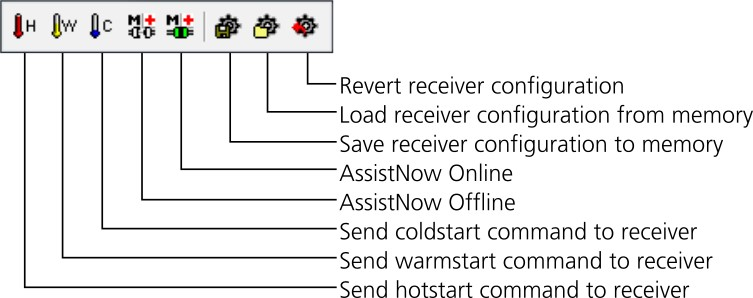 H W C M+ M+
Revert receiver configuration
Load receiver configuration from memory
Save receiver configuration to memory
AssistNow Online
AssistNow Offline
Send coldstart command to receiver
Send warmstart command to receiver
Send hotstart command to receiver